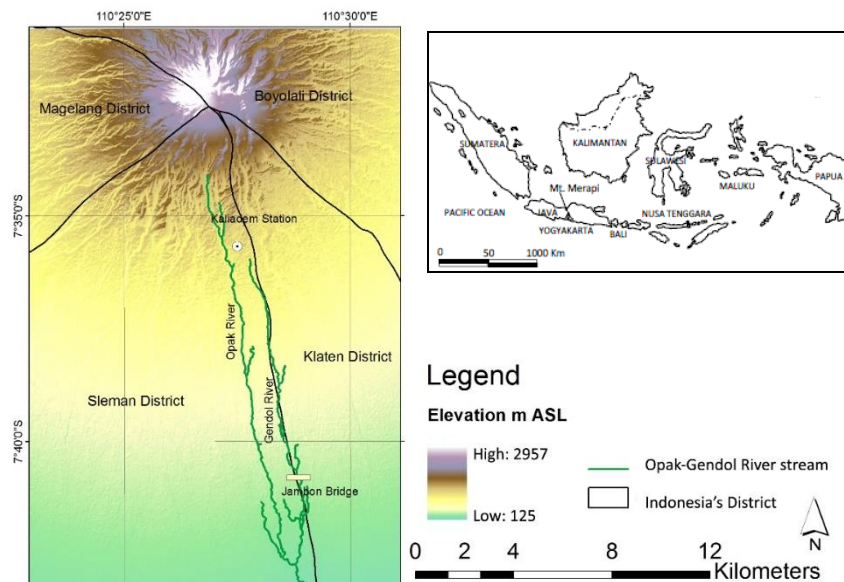 110°25'0"E
110°30'0"E
Magelang District
Boyolali District
7°35'0"S
Kaliadem Station
Opak River
Klaten District
Gendol River
Sleman District
7°40'0"S
Jambon Bridge
SUMATERA
KALIMANTAN
SULAWESI
PAPUA
Mt. Merapi
MALUKU
PACIFIC OCEAN
JAVA
NUSA TENGGARA
YOGYAKARTA
BALI
0 50 1000 Km
Legend
Elevation m ASL
High: 2957
Low: 125
Opak-Gendol River stream
Indonesia's District
N
0 2 4 8 12
Kilometers